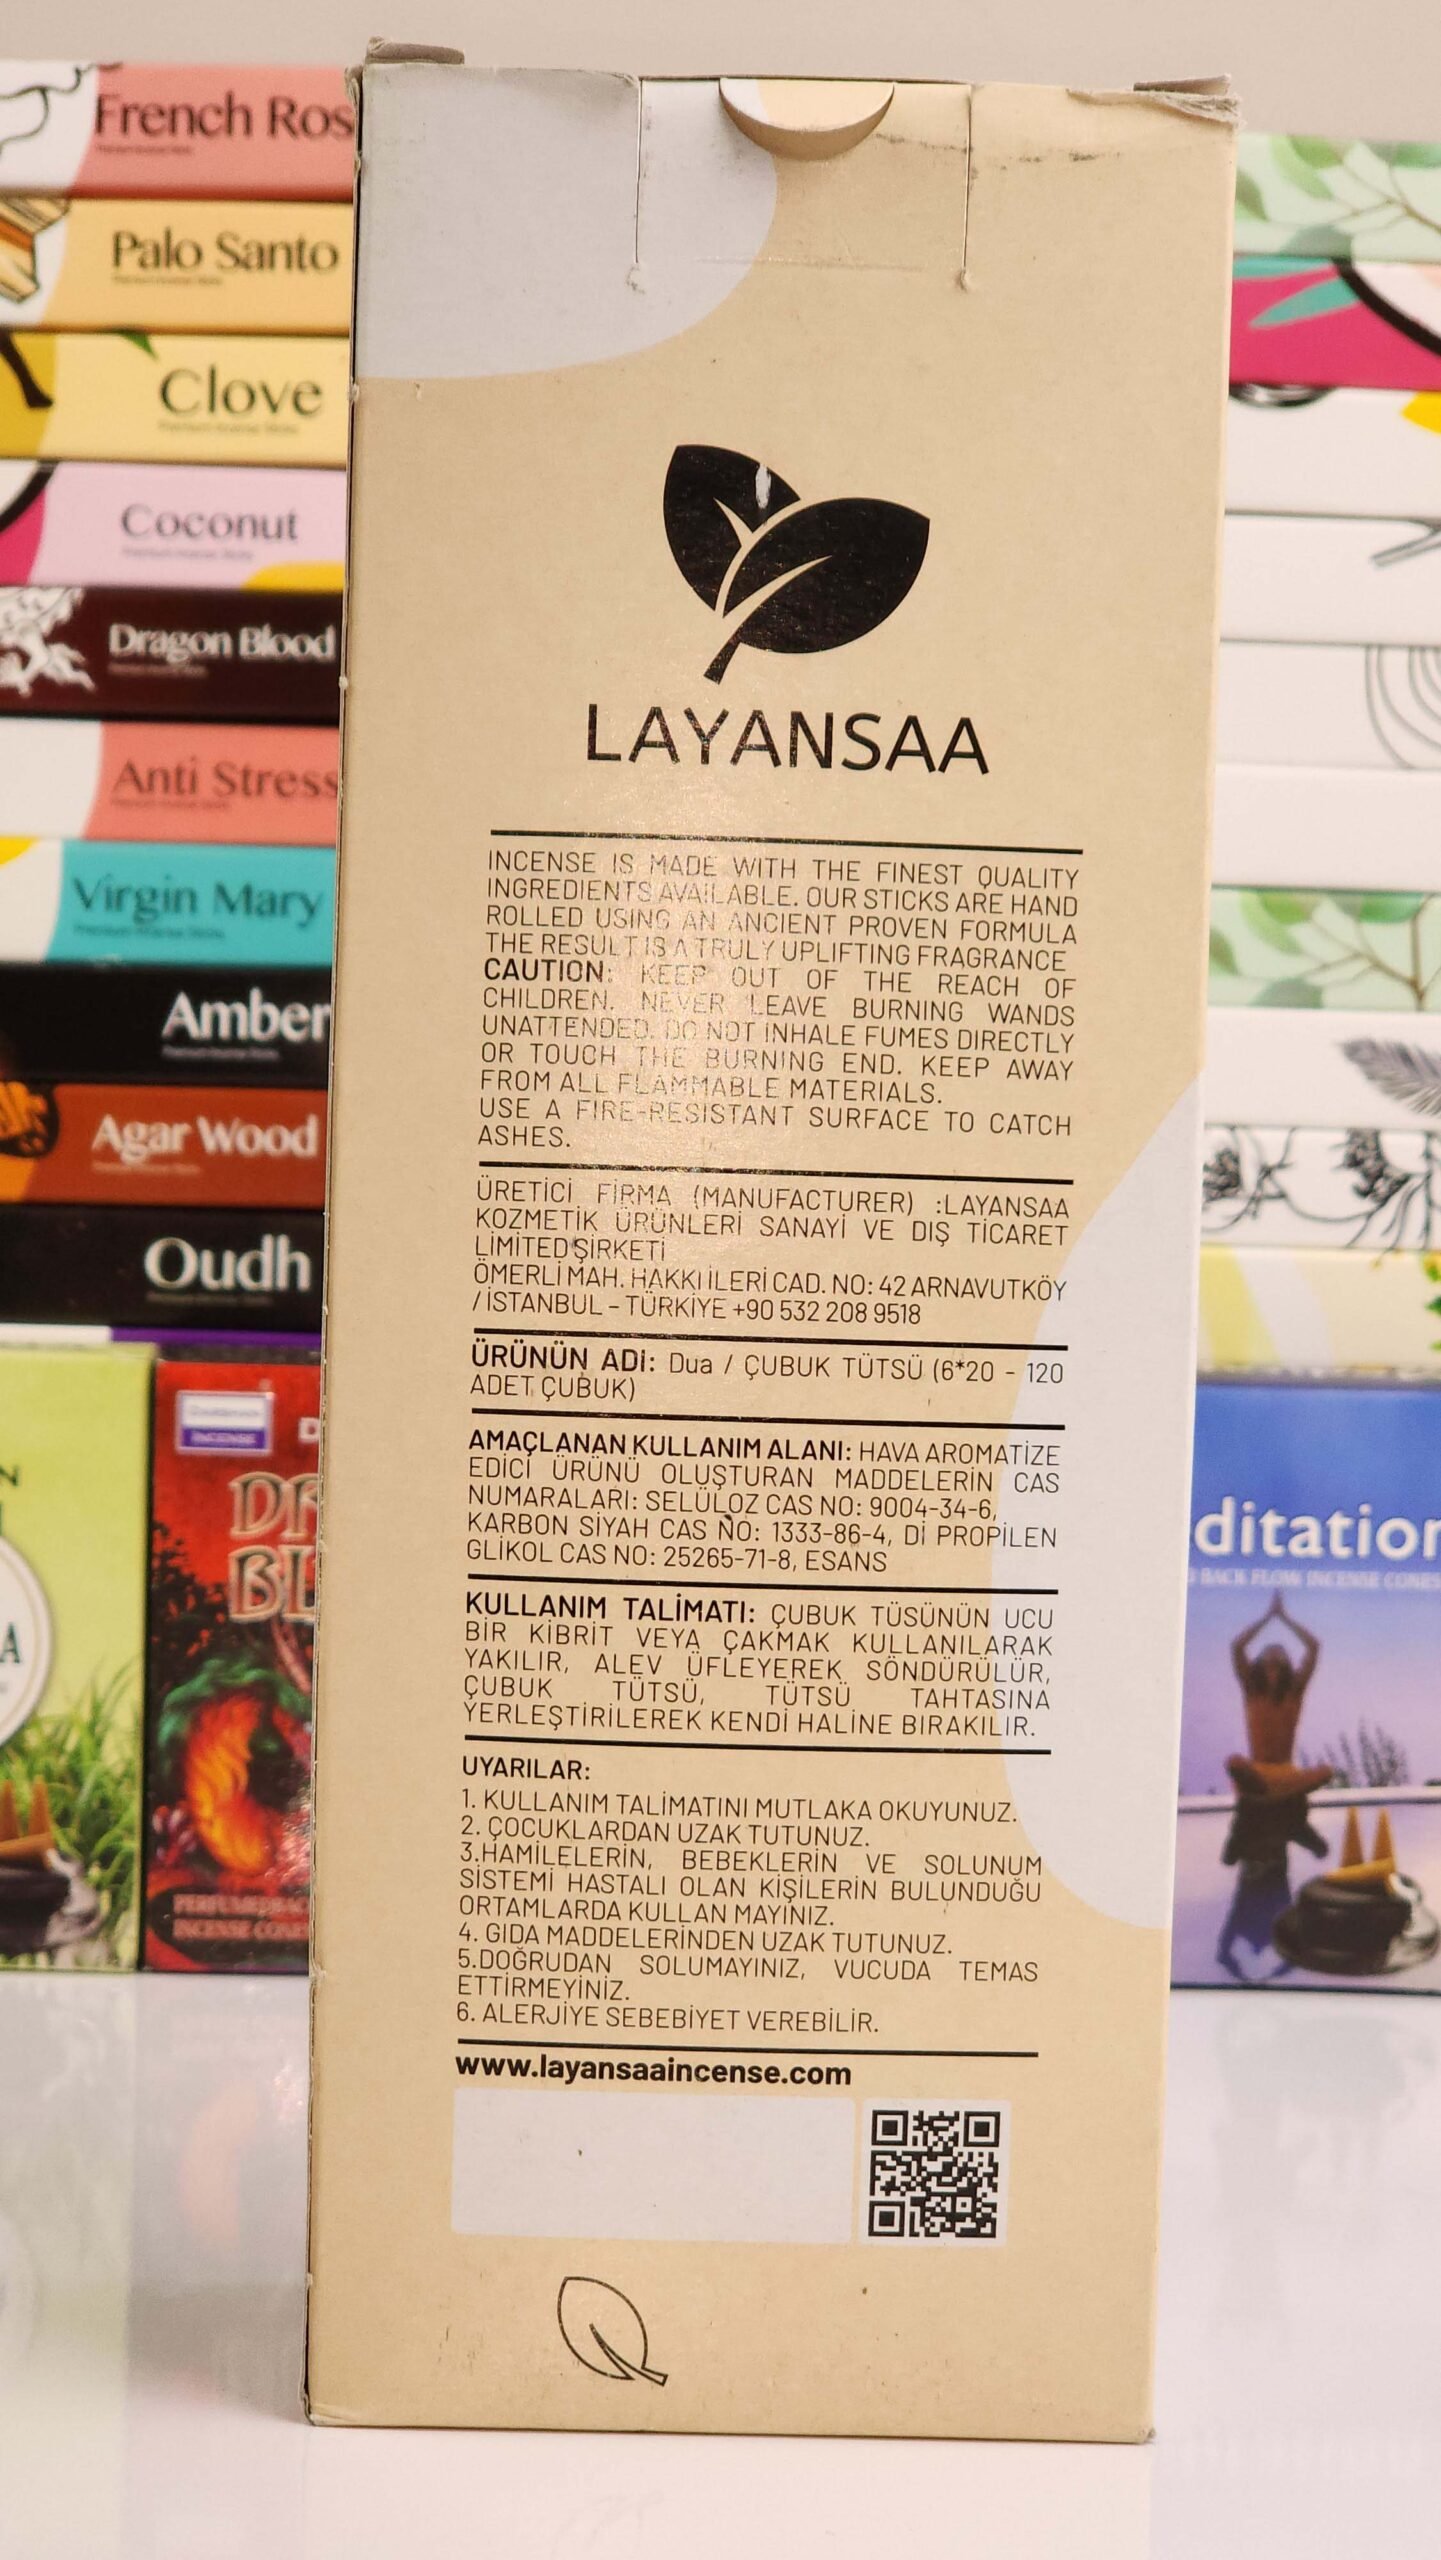 French Ros
Palo Santo
Clove
Coconut
Dragon Blood
Anti Stress
Virgin Mary
Amber
Agar Wood
Oudh
LAYANSAA
INCENSE IS MADE WITH THE FINEST QUALITY
INGREDIENTS AVAILABLE. OUR STICKS ARE HAND
ROLLED USING AN ANCIENT PROVEN FORMULA
THE RESULT IS A TRULY UPLIFTING FRAGRANCE
CAUTION: KEEP OUT OF THE REACH OF
CHILDREN. NEVER LEAVE BURNING WANDS
UNATTENDED. DO NOT INHALE FUMES DIRECTLY
OR TOUCH THE BURNING END. KEEP AWAY
FROM ALL FLAMMABLE MATERIALS.
USE A FIRE-RESISTANT SURFACE TO CATCH
ASHES.
ÜRETİCİ FİRMA (MANUFACTURER) :LAYANSAA
KOZMETİK ÜRÜNLERİ SANAYİ VE DIŞ TİCARET
LİMİTED ŞİRKETİ
ÖMERLİ MAH. HAKKI İLERİ CAD. NO: 42 ARNAVUTKÖY
/ İSTANBUL - TÜRKİYE +90 532 208 9518
ÜRÜNÜN ADI: Dua / ÇUBUK TÜTSÜ (6*20 - 120
ADET ÇUBUK)
AMAÇLANAN KULLANIM ALANI: HAVA AROMATİZE
EDİCİ ÜRÜNÜ OLUŞTURAN MADDELERİN CAS
NUMARALARI: SELÜLOZ CAS NO: 9004-34-6,
KARBON SİYAH CAS NO: 1333-86-4, Dİ PROPİLEN
GLİKOL CAS NO: 25265-71-8, ESANS
KULLANIM TALİMATI: ÇUBUK TÜSÜNÜN UCU
BİR KİBRİT VEYA ÇAKMAK KULLANILARAK
YAKILIR, ALEV ÜFLEYEREK SÖNDÜRÜLÜR,
ÇUBUK TÜTSÜ, TÜTSÜ TAHTASINA
YERLEŞTİRİLEREK KENDİ HALİNE BIRAKILIR.
UYARILAR:
1. KULLANIM TALİMATINI MUTLAKA OKUYUNUZ.
2. ÇOCUKLARDAN UZAK TUTUNUZ.
3.HAMİLELERİN, BEBEKLERİN VE SOLUNUM
SİSTEMİ HASTALI OLAN KİŞİLERİN BULUNDUĞU
ORTAMLARDA KULLAN MAYINIZ.
4. GIDA MADDELERİNDEN UZAK TUTUNUZ.
5.DOĞRUDAN SOLUMAYINIZ, VUCUDA TEMAS
ETTİRMEYİNİZ.
6. ALERJİYE SEBEBİYET VEREBİLİR.
www.layansaaincense.com
DR
BL
INCENSE CONE
ditation
BACK FLOW INCENSE CONES